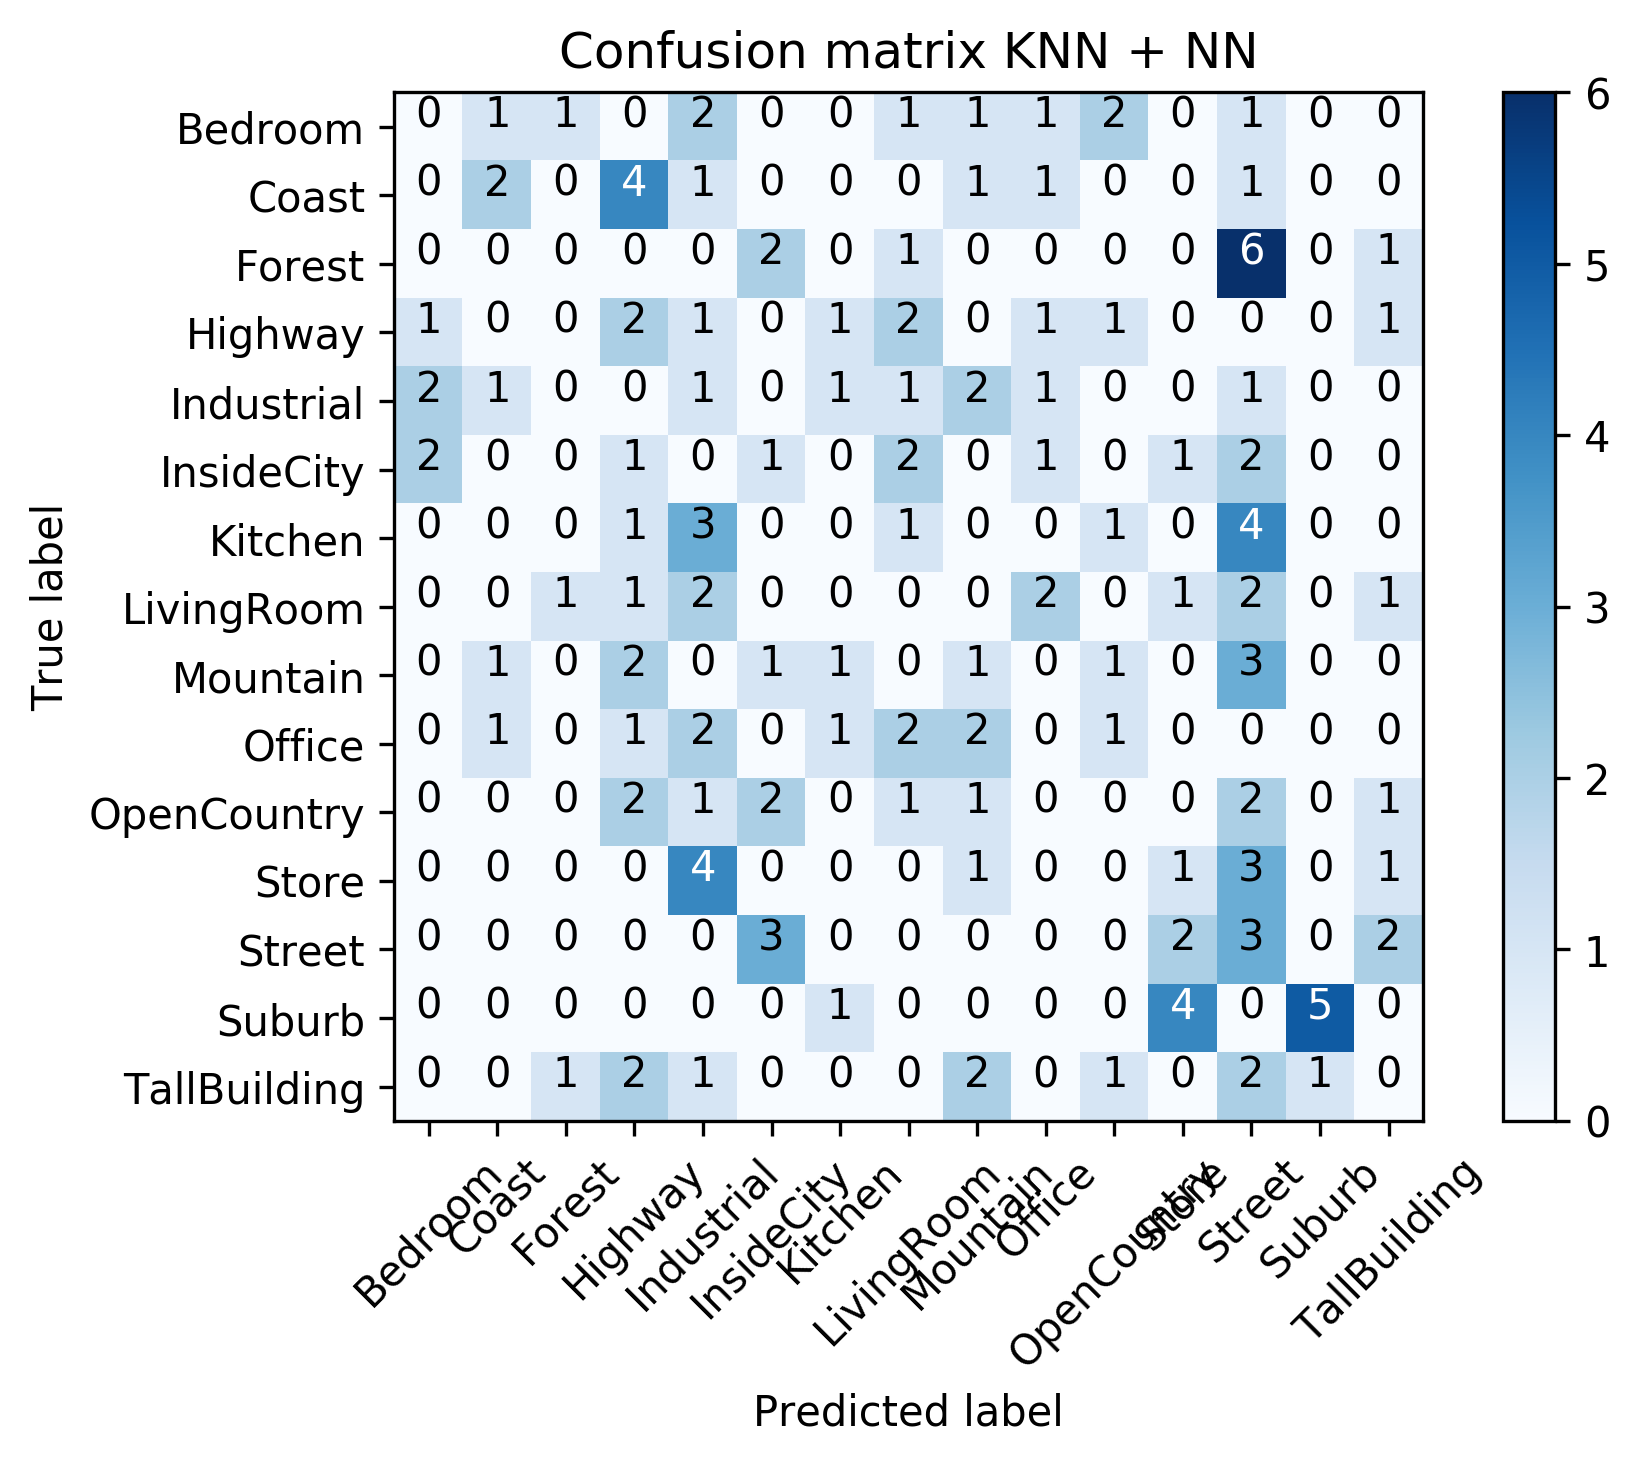 Confusion matrix KNN + NN
Bedroom 0 1 1 0 2 0 0 1 1 1 2 0 1 0 0
Coast 0 2 0 4 1 0 0 0 1 1 0 0 1 0 0
Forest 0 0 0 0 0 2 0 1 0 0 0 0 6 0 1
Highway 1 0 0 2 1 0 1 2 0 1 1 0 0 0 1
Industrial 2 1 0 0 1 0 1 1 2 1 0 0 1 0 0
InsideCity 2 0 0 1 0 1 0 2 0 1 0 1 2 0 0
Kitchen 0 0 0 1 3 0 0 1 0 0 1 0 4 0 0
LivingRoom 0 0 1 1 2 0 0 0 0 2 0 1 2 0 1
Mountain 0 1 0 2 0 1 1 0 1 0 1 0 3 0 0
Office 0 1 0 1 2 0 1 2 2 0 1 0 0 0 0
OpenCountry 0 0 0 2 1 2 0 1 1 0 0 0 2 0 1
Store 0 0 0 0 4 0 0 0 1 0 0 1 3 0 1
Street 0 0 0 0 0 3 0 0 0 0 0 2 3 0 2
Suburb 0 0 0 0 0 0 1 0 0 0 0 4 0 5 0
TallBuilding 0 0 1 2 1 0 0 0 2 0 1 0 2 1 0
True label
Bedroom
Coast
Forest
Highway
Industrial
InsideCity
Kitchen
LivingRoom
Mountain
Office
OpenCountry
Store
Street
Suburb
TallBuilding
Predicted label
6
5
4
3
2
1
0